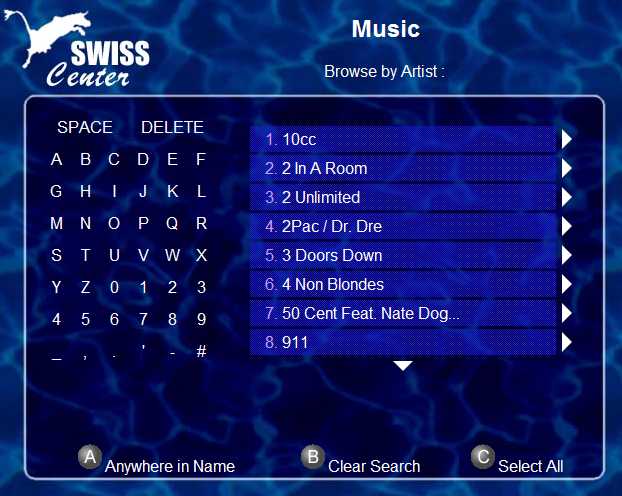 SWISS
Center
Music
Browse by Artist :
SPACE DELETE
A B C D E F
G H I J K L
M N O P Q R
S T U V W X
Y Z 0 1 2 3
4 5 6 7 8 9
_ , . ' - #
1. 10cc
2. 2 In A Room
3. 2 Unlimited
4. 2Pac / Dr. Dre
5. 3 Doors Down
6. 4 Non Blondes
7. 50 Cent Feat. Nate Dog...
8. 911
A Anywhere in Name
B Clear Search
C Select All